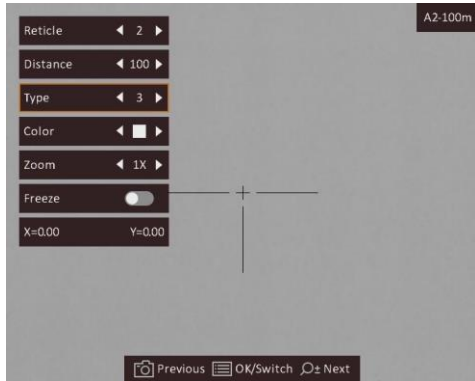 A2-100m
Reticle 2
Distance 100
Type 3
Color
Zoom 1X
Freeze
X=0.00 Y=0.00
Previous OK/Switch Next